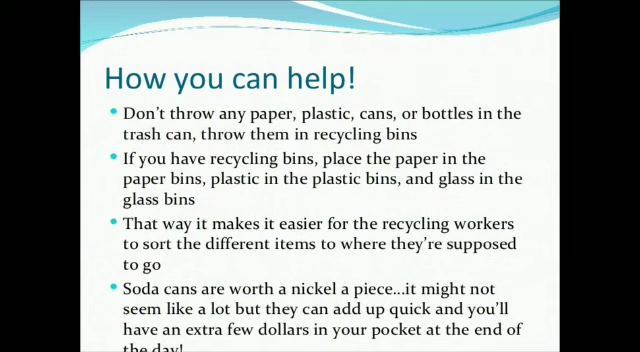 How you can help!
Don't throw any paper, plastic, cans, or bottles in the
trash can, throw them in recycling bins
If you have recycling bins, place the paper in the
paper bins, plastic in the plastic bins, and glass in the
glass bins
That way it makes it easier for the recycling workers
to sort the different items to where they're supposed
to go
Soda cans are worth a nickel a piece...it might not
seem like a lot but they can add up quick and you'll
have an extra few dollars in your pocket at the end of
the day!